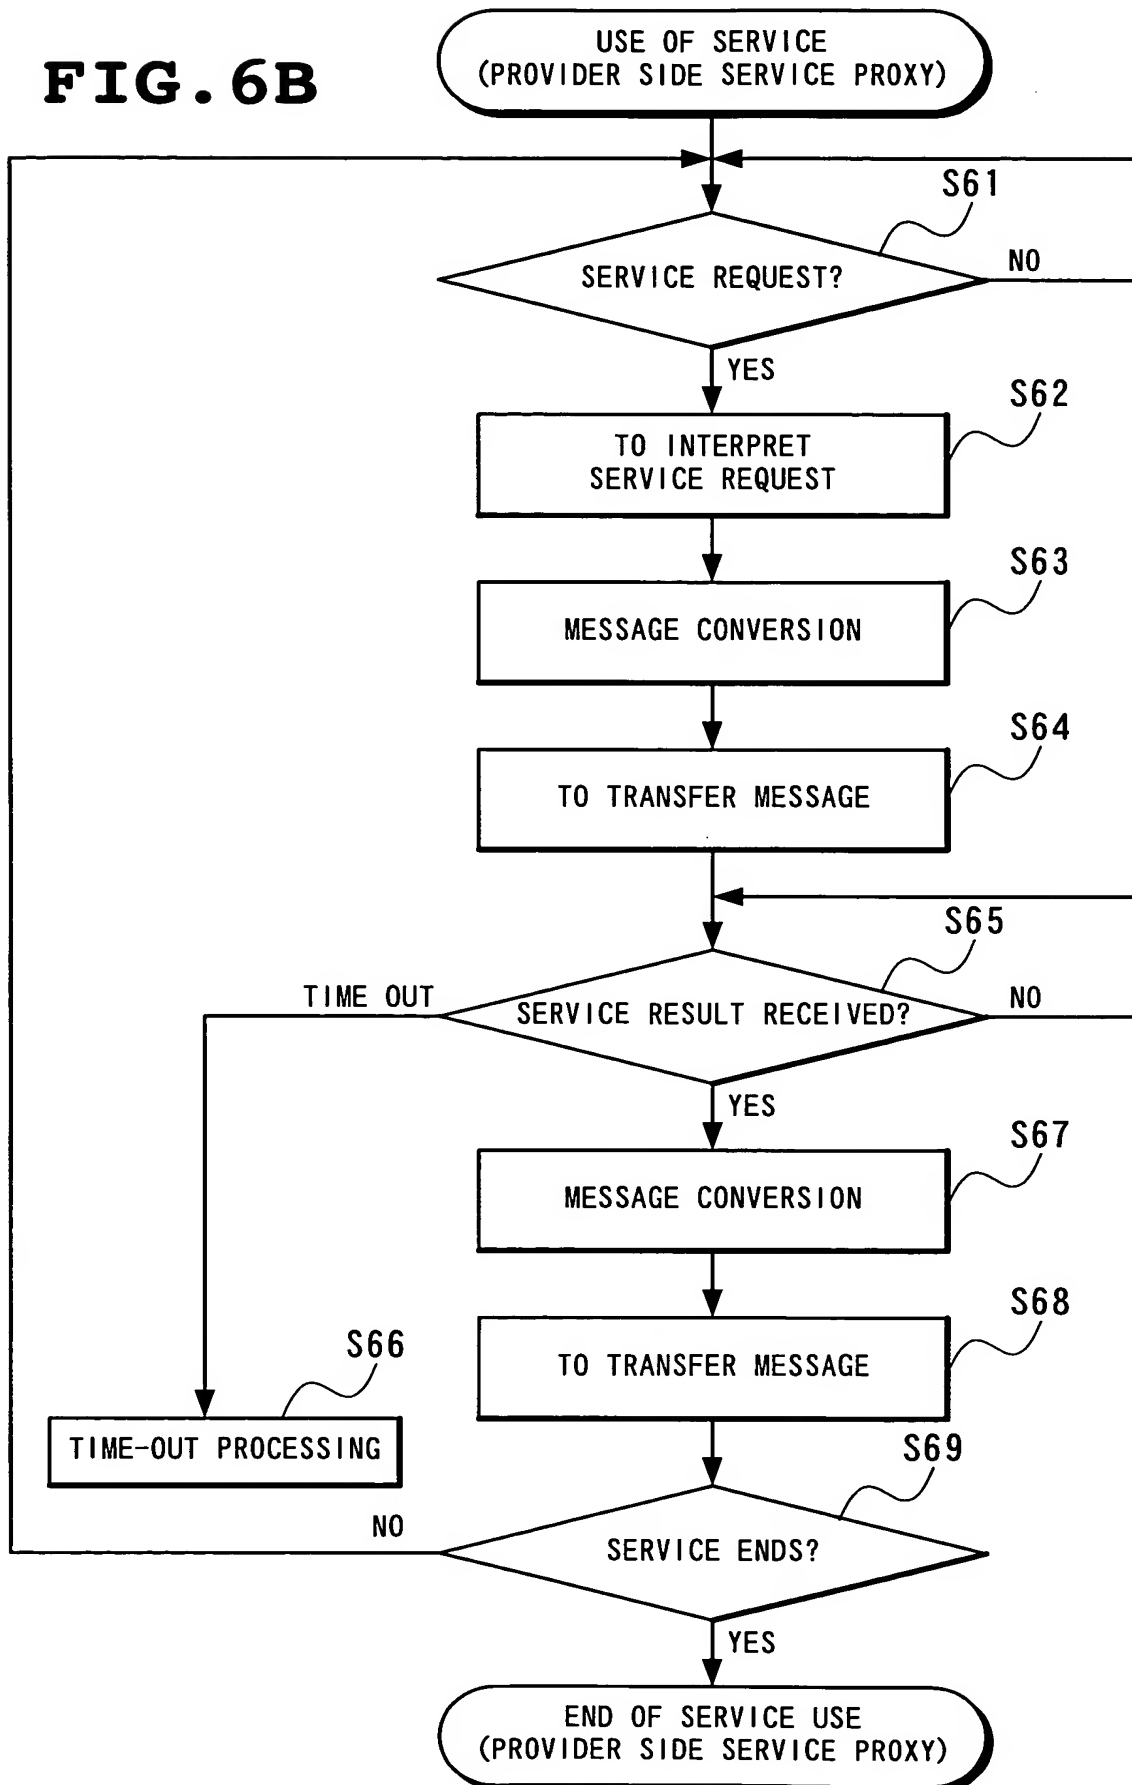 FIG.6B
USE OF SERVICE
(PROVIDER SIDE SERVICE PROXY)
S61
SERVICE REQUEST?
NO
YES
S62
TO INTERPRET
SERVICE REQUEST
S63
MESSAGE CONVERSION
S64
TO TRANSFER MESSAGE
S65
TIME OUT
SERVICE RESULT RECEIVED?
NO
YES
S67
MESSAGE CONVERSION
S68
TO TRANSFER MESSAGE
S66
TIME-OUT PROCESSING
S69
NO
SERVICE ENDS?
YES
END OF SERVICE USE
(PROVIDER SIDE SERVICE PROXY)